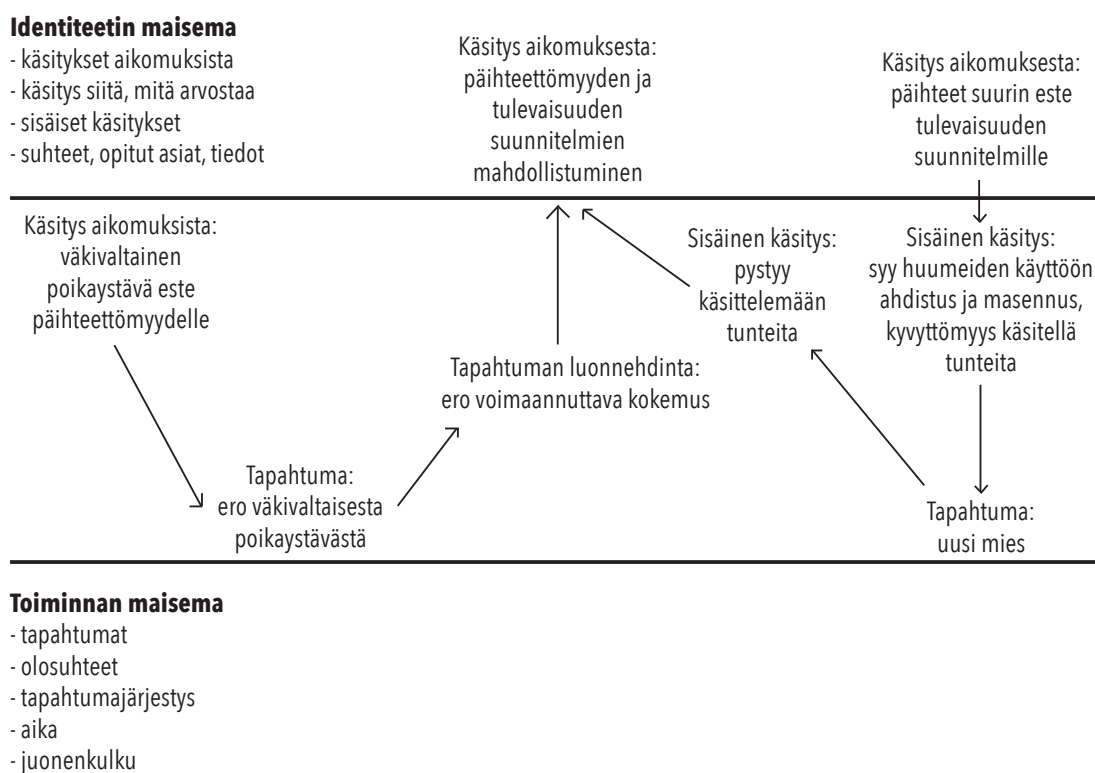 Identiteetin maisema
- käsitykset aikomuksista
- käsitys siitä, mitä arvostaa
- sisäiset käsitykset
- suhteet, opitut asiat, tiedot
Käsitys aikomuksesta:
päihteettömyyden ja
tulevaisuuden
suunnitelmien
mahdollistuminen
Käsitys aikomuksesta:
päihteet suurin este
tulevaisuuden
suunnitelmille
Käsitys aikomuksista:
väkivaltainen
poikaystävä este
päihteettömyydelle
Sisäinen käsitys:
pystyy
käsittelemään
tunteita
Sisäinen käsitys:
syy huumeiden käyttöön
ahdistus ja masennus,
kyvyttömyys käsitellä
tunteita
Tapahtuman luonnehdinta:
ero voimaannuttava kokemus
Tapahtuma:
ero väkivaltaisesta
poikaystävästä
Tapahtuma:
uusi mies
Toiminnan maisema
- tapahtumat
- olosuhteet
- tapahtumajärjestys
- aika
- juonenkulku